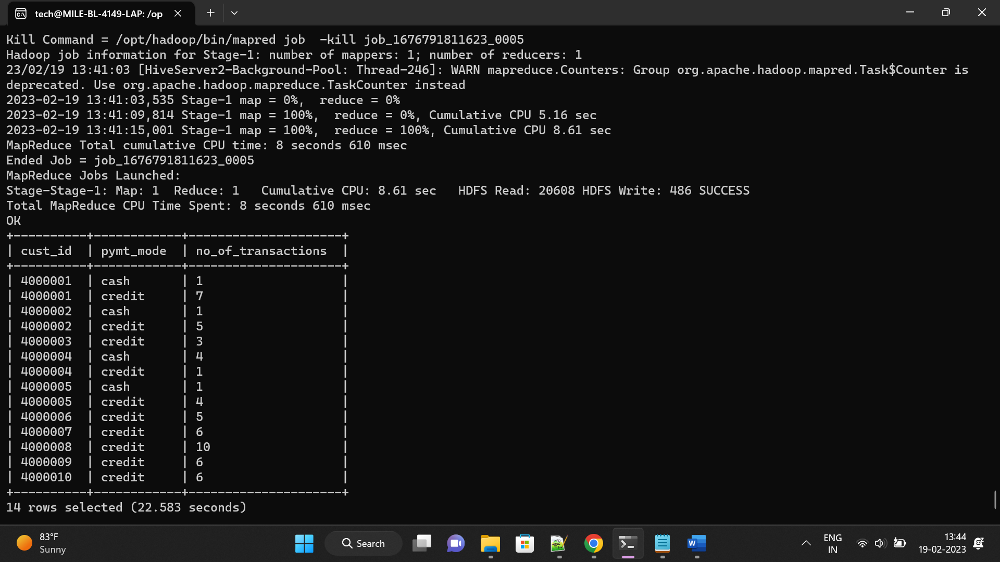 tech@MILE-BL-4149-LAP: /op
Kill Command = /opt/hadoop/bin/mapred job  -kill job_1676791811623_0005
Hadoop job information for Stage-1: number of mappers: 1; number of reducers: 1
23/02/19 13:41:03 [HiveServer2-Background-Pool: Thread-246]: WARN mapreduce.Counters: Group org.apache.hadoop.mapred.Task$Counter is
deprecated. Use org.apache.hadoop.mapreduce.TaskCounter instead
2023-02-19 13:41:03,535 Stage-1 map = 0%,  reduce = 0%
2023-02-19 13:41:09,814 Stage-1 map = 100%,  reduce = 0%, Cumulative CPU 5.16 sec
2023-02-19 13:41:15,001 Stage-1 map = 100%,  reduce = 100%, Cumulative CPU 8.61 sec
MapReduce Total cumulative CPU time: 8 seconds 610 msec
Ended Job = job_1676791811623_0005
MapReduce Jobs Launched:
Stage-Stage-1: Map: 1  Reduce: 1   Cumulative CPU: 8.61 sec   HDFS Read: 20608 HDFS Write: 486 SUCCESS
Total MapReduce CPU Time Spent: 8 seconds 610 msec
OK
+----------+------------+---------------------+
| cust_id  | pymt_mode  | no_of_transactions  |
+----------+------------+---------------------+
| 4000001  | cash       | 1                   |
| 4000001  | credit     | 7                   |
| 4000002  | cash       | 1                   |
| 4000002  | credit     | 5                   |
| 4000003  | credit     | 3                   |
| 4000004  | cash       | 4                   |
| 4000004  | credit     | 1                   |
| 4000005  | cash       | 1                   |
| 4000005  | credit     | 4                   |
| 4000006  | credit     | 5                   |
| 4000007  | credit     | 6                   |
| 4000008  | credit     | 10                  |
| 4000009  | credit     | 6                   |
| 4000010  | credit     | 6                   |
+----------+------------+---------------------+
14 rows selected (22.583 seconds)
83°F
Sunny
Search
ENG
IN
13:44
19-02-2023